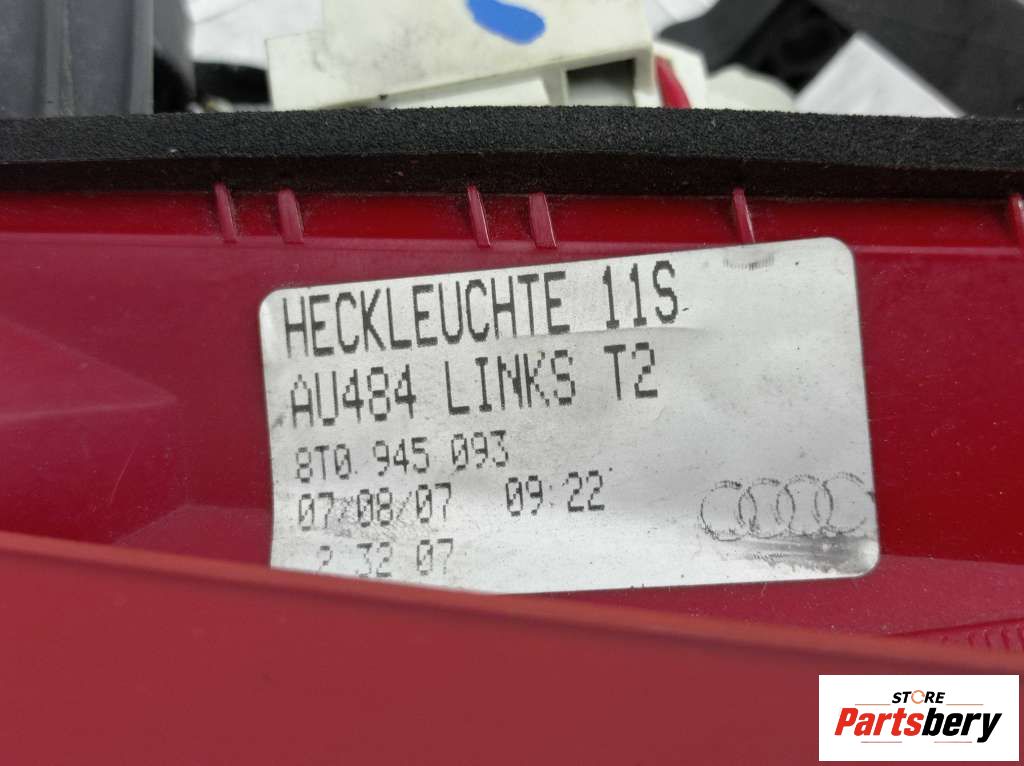 HECKLEUCHTE 11S
AU484 LINKS T2
8T0 945 093
07/08/07 09:22
2 32 07
STORE
Partsbery